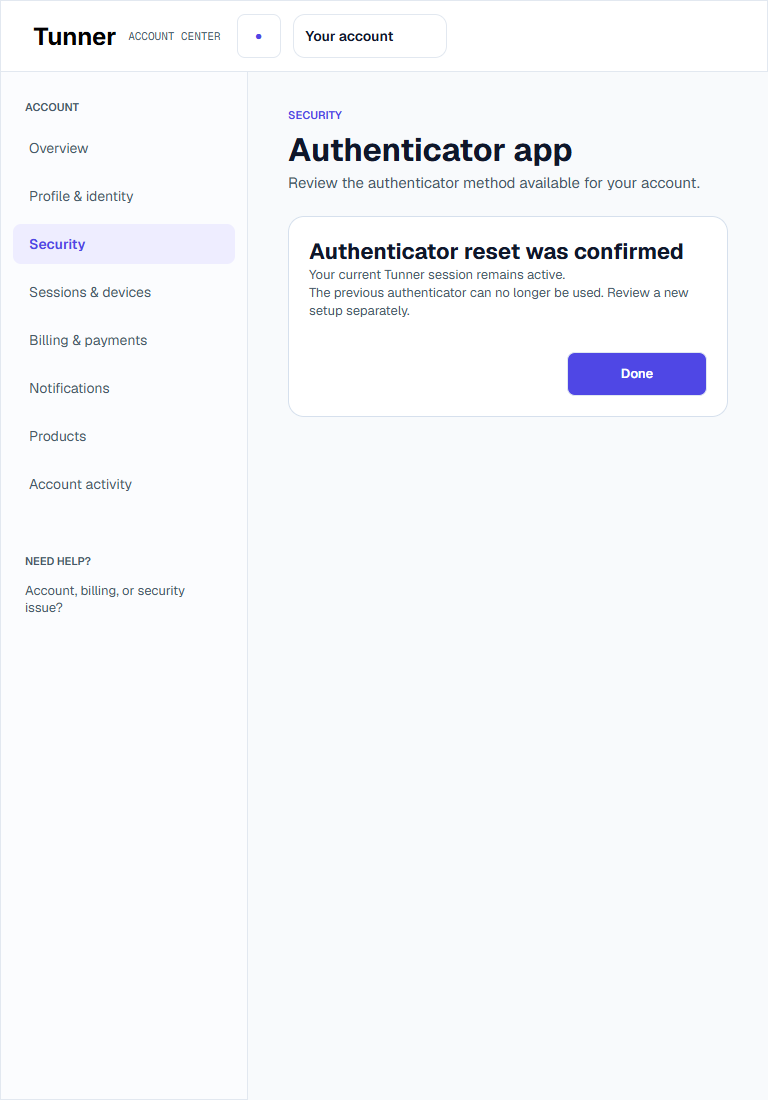 Tunner ACCOUNT CENTER
Your account
ACCOUNT
Overview
Profile & identity
Security
Sessions & devices
Billing & payments
Notifications
Products
Account activity
NEED HELP?
Account, billing, or security
issue?
SECURITY
Authenticator app
Review the authenticator method available for your account.
Authenticator reset was confirmed
Your current Tunner session remains active.
The previous authenticator can no longer be used. Review a new
setup separately.
Done